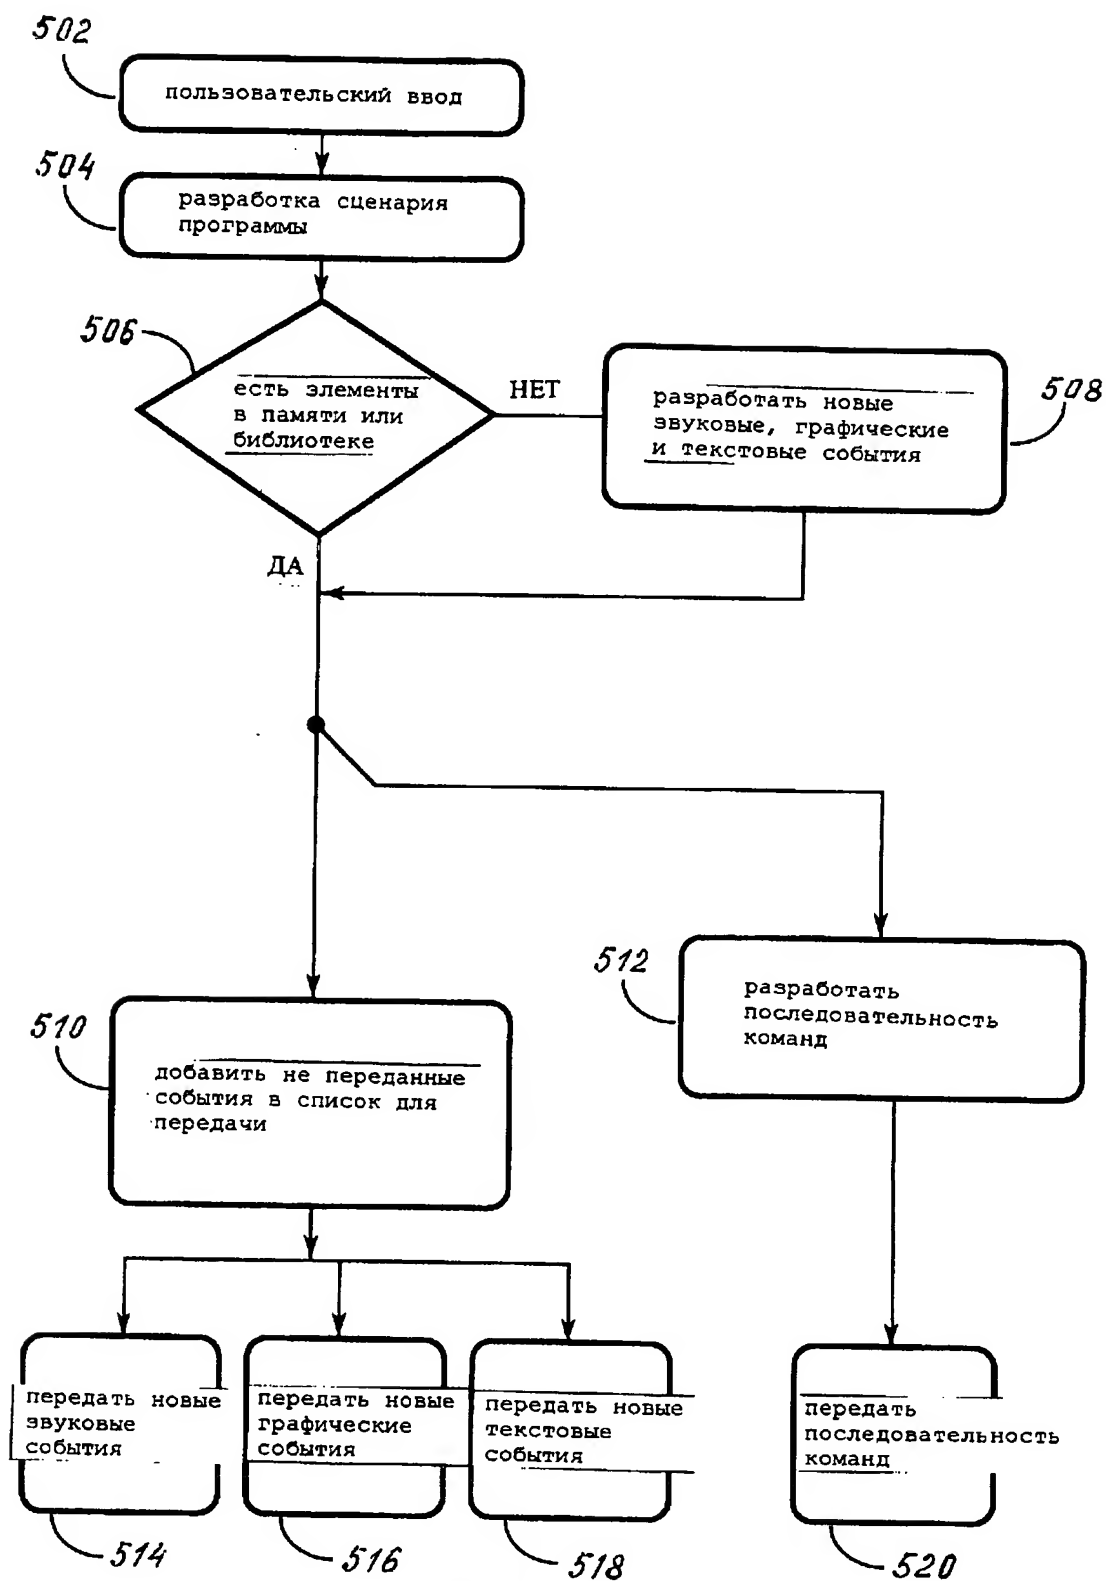 502
пользовательский ввод
504
разработка сценария
программы
506
есть элементы
в памяти или
библиотеке
НЕТ
508
разработать новые
звуковые, графические
и текстовые события
ДА
512
разработать
последовательность
команд
510
добавить не переданные
события в список для
передачи
передать новые
звуковые
события
передать новые
графические
события
передать новые
текстовые
события
передать
последовательность
команд
514
516
518
520